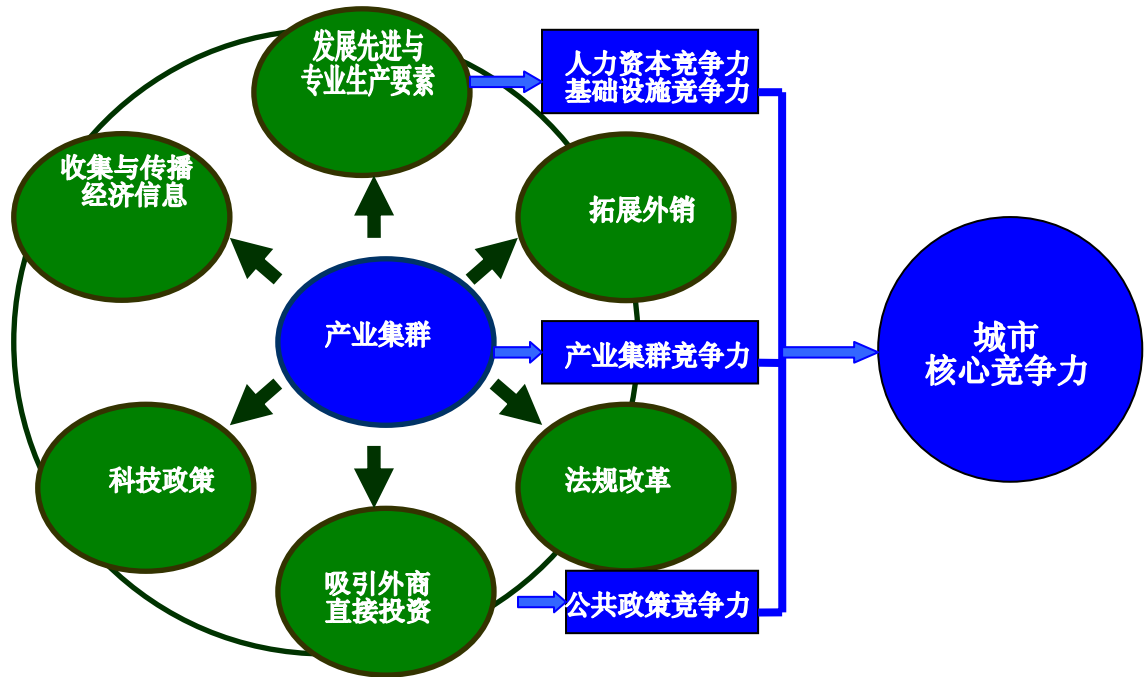 发展先进与
专业生产要素
人力资本竞争力
基础设施竞争力
收集与传播
经济信息
拓展外销
产业集群
产业集群竞争力
城市
核心竞争力
科技政策
法规改革
吸引外商
直接投资
公共政策竞争力